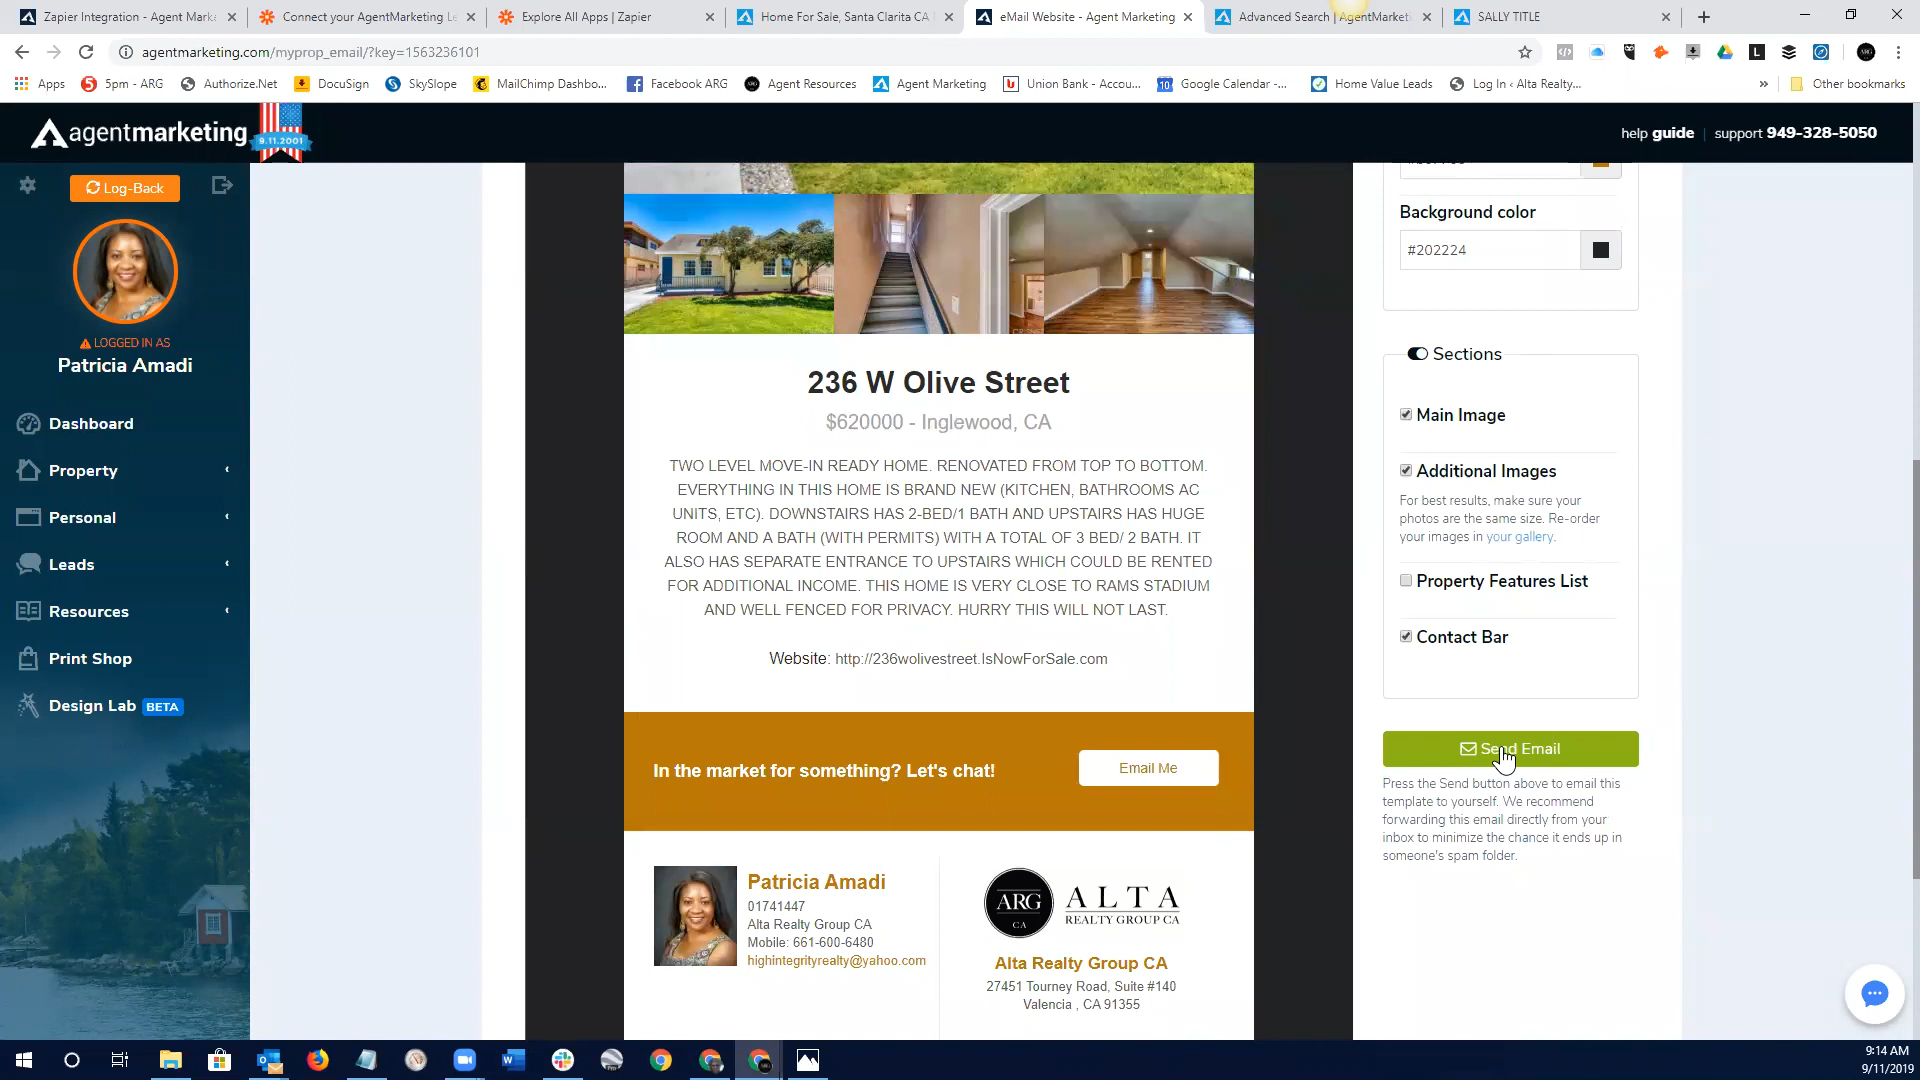 Zapier Integration - Agent Mark
Connect your AgentMarketing Le
Explore All Apps | Zapier
Home For Sale, Santa Clarita CA
eMail Website - Agent Marketing
Advanced Search | AgentMarketi
SALLY TITLE
agentmarketing.com/myprop_email/?key=1563236101
Apps
5pm - ARG
Authorize.Net
DocuSign
SkySlope
MailChimp Dashbo...
Facebook ARG
Agent Resources
Agent Marketing
Union Bank - Accou...
Google Calendar -...
Home Value Leads
Log In ‹ Alta Realty...
»
Other bookmarks
agentmarketing
9.11.2001
help guide | support 949-328-5050
Log-Back
LOGGED IN AS
Patricia Amadi
Dashboard
Property
Personal
Leads
Resources
Print Shop
Design Lab BETA
236 W Olive Street
$620000 - Inglewood, CA
TWO LEVEL MOVE-IN READY HOME. RENOVATED FROM TOP TO BOTTOM.
EVERYTHING IN THIS HOME IS BRAND NEW (KITCHEN, BATHROOMS AC
UNITS, ETC). DOWNSTAIRS HAS 2-BED/1 BATH AND UPSTAIRS HAS HUGE
ROOM AND A BATH (WITH PERMITS) WITH A TOTAL OF 3 BED/ 2 BATH. IT
ALSO HAS SEPARATE ENTRANCE TO UPSTAIRS WHICH COULD BE RENTED
FOR ADDITIONAL INCOME. THIS HOME IS VERY CLOSE TO RAMS STADIUM
AND WELL FENCED FOR PRIVACY. HURRY THIS WILL NOT LAST.
Website: http://236wolivestreet.IsNowForSale.com
In the market for something? Let's chat!
Email Me
Patricia Amadi
01741447
Alta Realty Group CA
Mobile: 661-600-6480
highintegrityrealty@yahoo.com
ARG
CA
ALTA
REALTY GROUP CA
Alta Realty Group CA
27451 Tourney Road, Suite #140
Valencia , CA 91355
Background color
#202224
Sections
Main Image
Additional Images
For best results, make sure your
photos are the same size. Re-order
your images in your gallery.
Property Features List
Contact Bar
Send Email
Press the Send button above to email this
template to yourself. We recommend
forwarding this email directly from your
inbox to minimize the chance it ends up in
someone's spam folder.
9:14 AM
9/11/2019